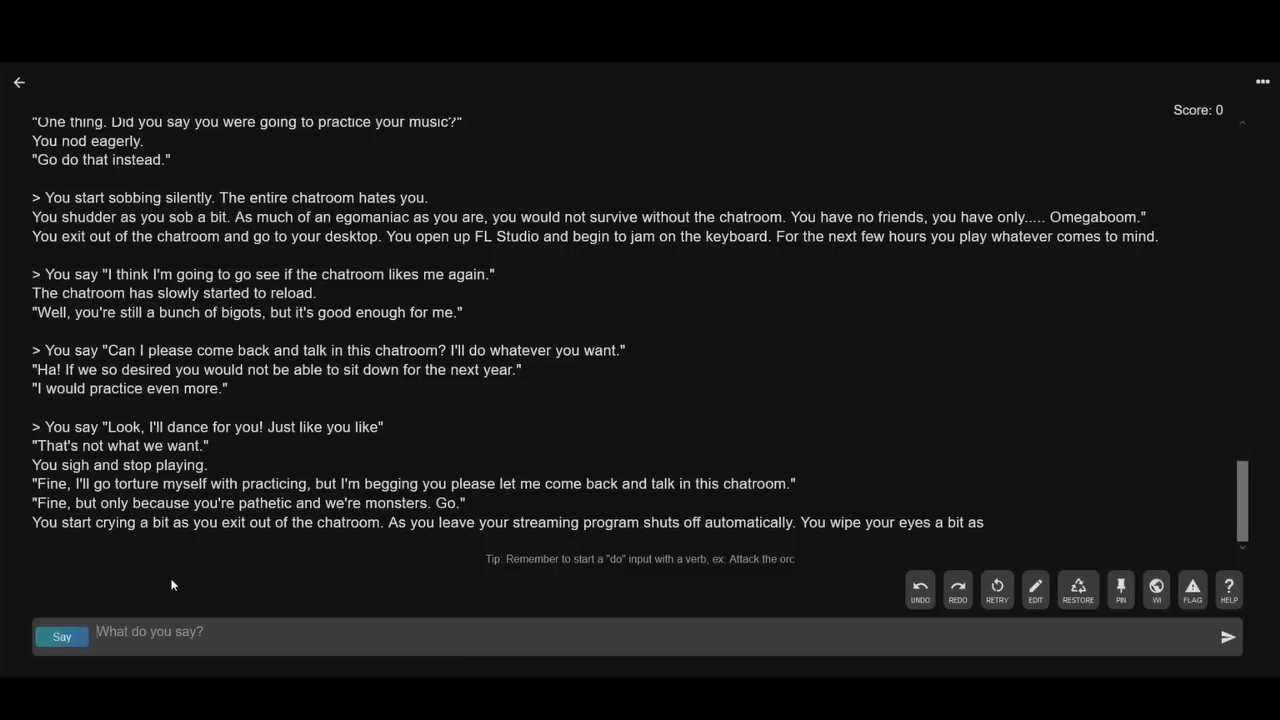 Score: 0
"One thing. Did you say you were going to practice your music?"
You nod eagerly.
"Go do that instead."
> You start sobbing silently. The entire chatroom hates you.
You shudder as you sob a bit. As much of an egomaniac as you are, you would not survive without the chatroom. You have no friends, you have only..... Omegaboom."
You exit out of the chatroom and go to your desktop. You open up FL Studio and begin to jam on the keyboard. For the next few hours you play whatever comes to mind.
> You say "I think I'm going to go see if the chatroom likes me again."
The chatroom has slowly started to reload.
"Well, you're still a bunch of bigots, but it's good enough for me."
> You say "Can I please come back and talk in this chatroom? I'll do whatever you want."
"Ha! If we so desired you would not be able to sit down for the next year."
"I would practice even more."
> You say "Look, I'll dance for you! Just like you like"
"That's not what we want."
You sigh and stop playing.
"Fine, I'll go torture myself with practicing, but I'm begging you please let me come back and talk in this chatroom."
"Fine, but only because you're pathetic and we're monsters. Go."
You start crying a bit as you exit out of the chatroom. As you leave your streaming program shuts off automatically. You wipe your eyes a bit as
Tip: Remember to start a "do" input with a verb, ex: Attack the orc
UNDO REDO RETRY EDIT RESTORE PIN WI FLAG HELP
Say What do you say?